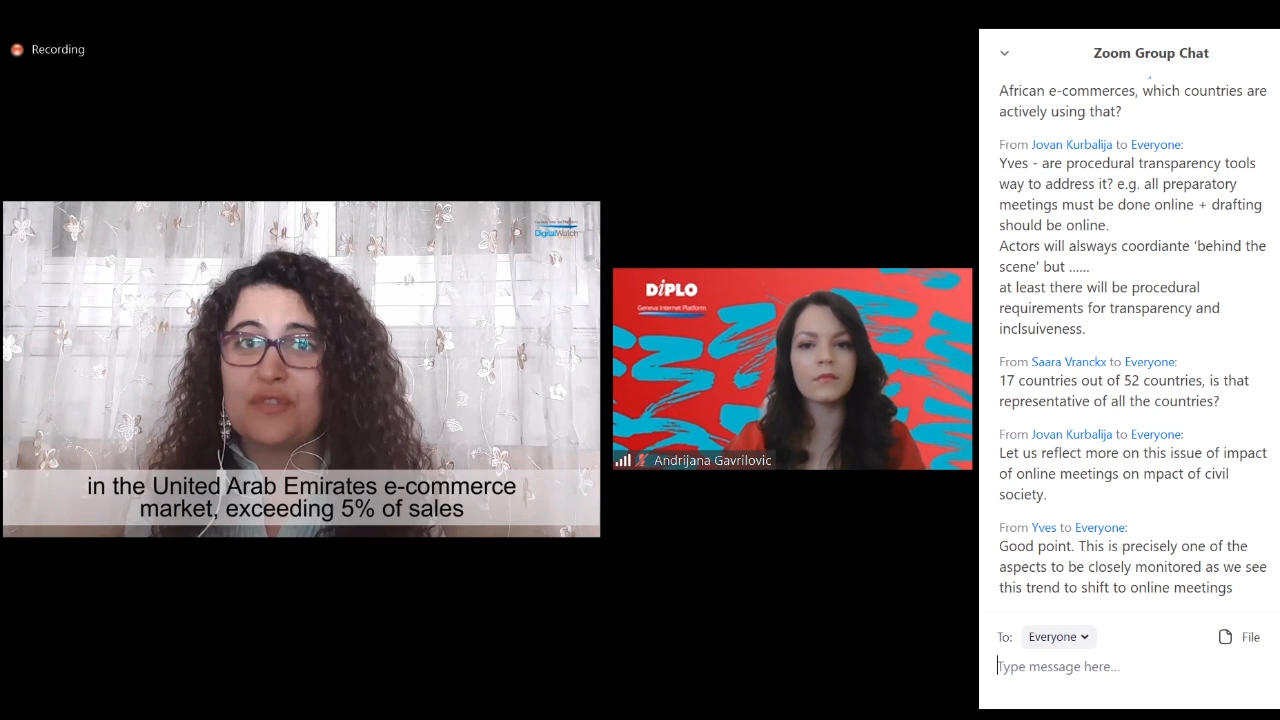 Recording
DigitalWatch
in the United Arab Emirates e-commerce
market, exceeding 5% of sales
DiPLO
Geneva Internet Platform
Andrijana Gavrilovic
Zoom Group Chat
African e-commerces, which countries are
actively using that?
From Jovan Kurbalija to Everyone:
Yves - are procedural transparency tools
way to address it? e.g. all preparatory
meetings must be done online + drafting
should be online.
Actors will alsways coordiante ‘behind the
scene’ but ......
at least there will be procedural
requirements for transparency and
inclsuiveness.
From Saara Vranckx to Everyone:
17 countries out of 52 countries, is that
representative of all the countries?
From Jovan Kurbalija to Everyone:
Let us reflect more on this issue of impact
of online meetings on mpact of civil
society.
From Yves to Everyone:
Good point. This is precisely one of the
aspects to be closely monitored as we see
this trend to shift to online meetings
To: Everyone File
Type message here...